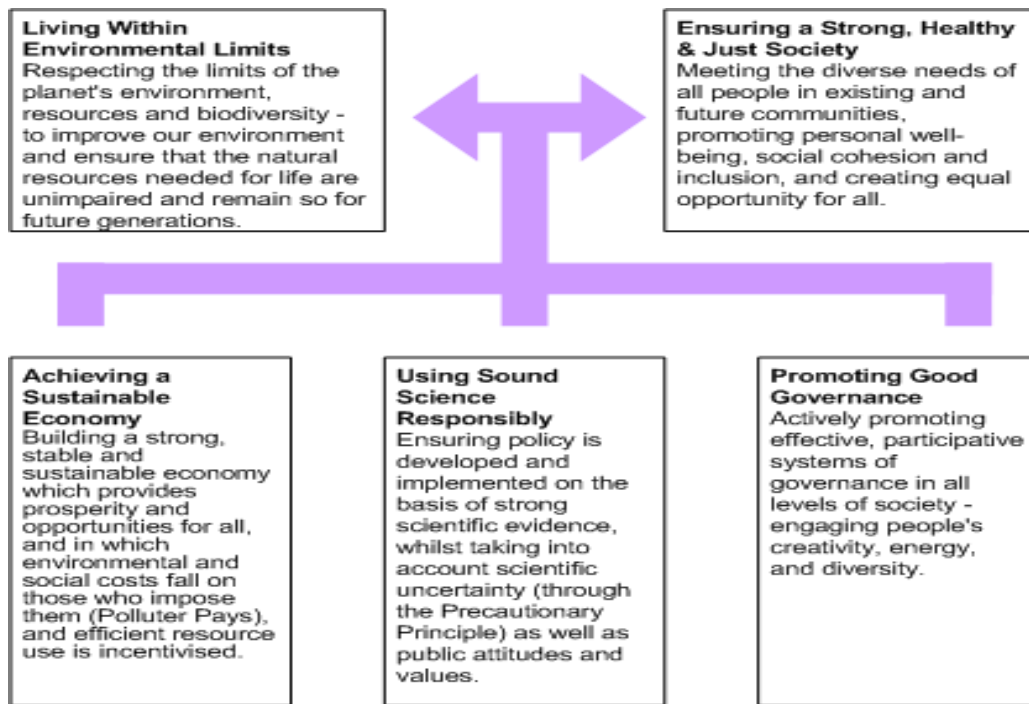 Living Within
Environmental Limits
Respecting the limits of the
planet's environment,
resources and biodiversity -
to improve our environment
and ensure that the natural
resources needed for life are
unimpaired and remain so for
future generations.
Ensuring a Strong, Healthy
& Just Society
Meeting the diverse needs of
all people in existing and
future communities,
promoting personal well-
being, social cohesion and
inclusion, and creating equal
opportunity for all.
Achieving a
Sustainable
Economy
Building a strong,
stable and
sustainable economy
which provides
prosperity and
opportunities for all,
and in which
environmental and
social costs fall on
those who impose
them (Polluter Pays),
and efficient resource
use is incentivised.
Using Sound
Science
Responsibly
Ensuring policy is
developed and
implemented on the
basis of strong
scientific evidence,
whilst taking into
account scientific
uncertainty (through
the Precautionary
Principle) as well as
public attitudes and
values.
Promoting Good
Governance
Actively promoting
effective, participative
systems of
governance in all
levels of society -
engaging people's
creativity, energy,
and diversity.